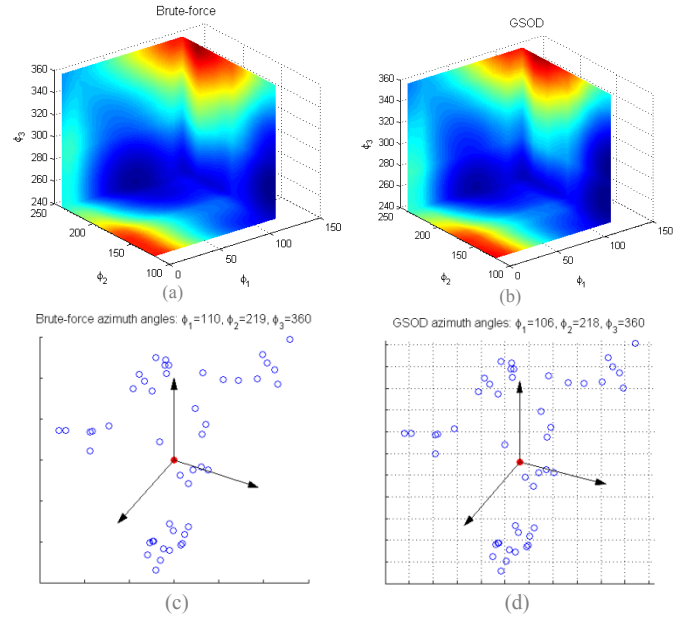 Brute-force
GSOD
360
340
320
300
280
260
240
ϕ3
250
200
150
100
ϕ2
0
50
100
150
ϕ1
(a)
360
340
320
300
280
260
240
ϕ3
250
200
150
100
ϕ2
0
50
100
150
ϕ1
(b)
Brute-force azimuth angles: ϕ1=110, ϕ2=219, ϕ3=360
GSOD azimuth angles: ϕ1=106, ϕ2=218, ϕ3=360
(c)
(d)